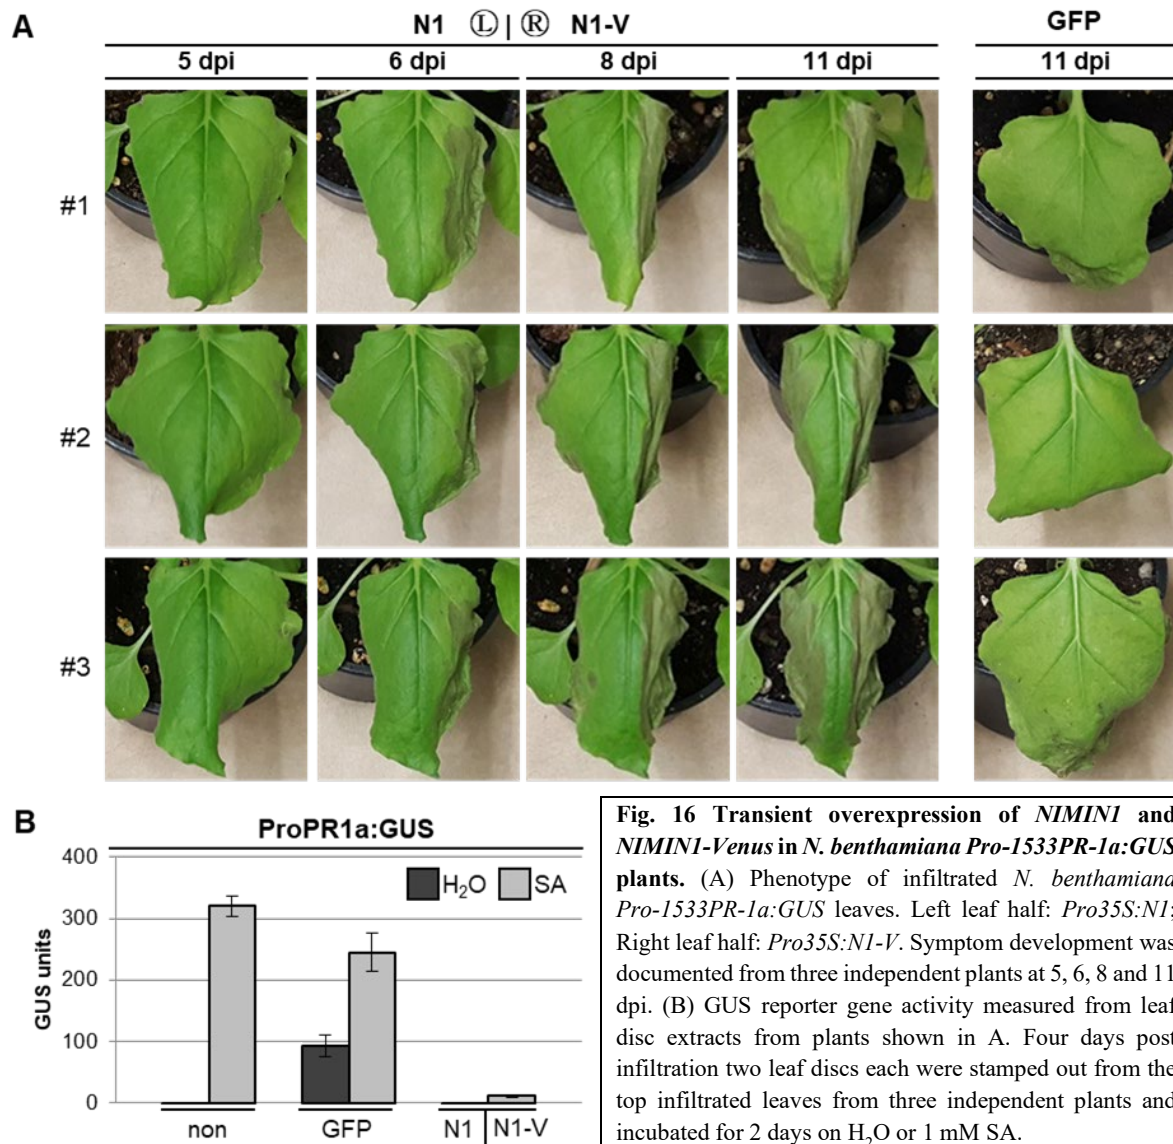 A
N1 Ⓛ | Ⓡ N1-V
GFP
5 dpi 6 dpi 8 dpi 11 dpi 11 dpi
#1
#2
#3
B
ProPR1a:GUS
H₂O SA
GUS units
400
300
200
100
0
non GFP N1 N1-V
Fig. 16 Transient overexpression of NIMIN1 and
NIMIN1-Venus in N. benthamiana Pro-1533PR-1a:GUS
plants. (A) Phenotype of infiltrated N. benthamiana
Pro-1533PR-1a:GUS leaves. Left leaf half: Pro35S:N1;
Right leaf half: Pro35S:N1-V. Symptom development was
documented from three independent plants at 5, 6, 8 and 11
dpi. (B) GUS reporter gene activity measured from leaf
disc extracts from plants shown in A. Four days post
infiltration two leaf discs each were stamped out from the
top infiltrated leaves from three independent plants and
incubated for 2 days on H₂O or 1 mM SA.